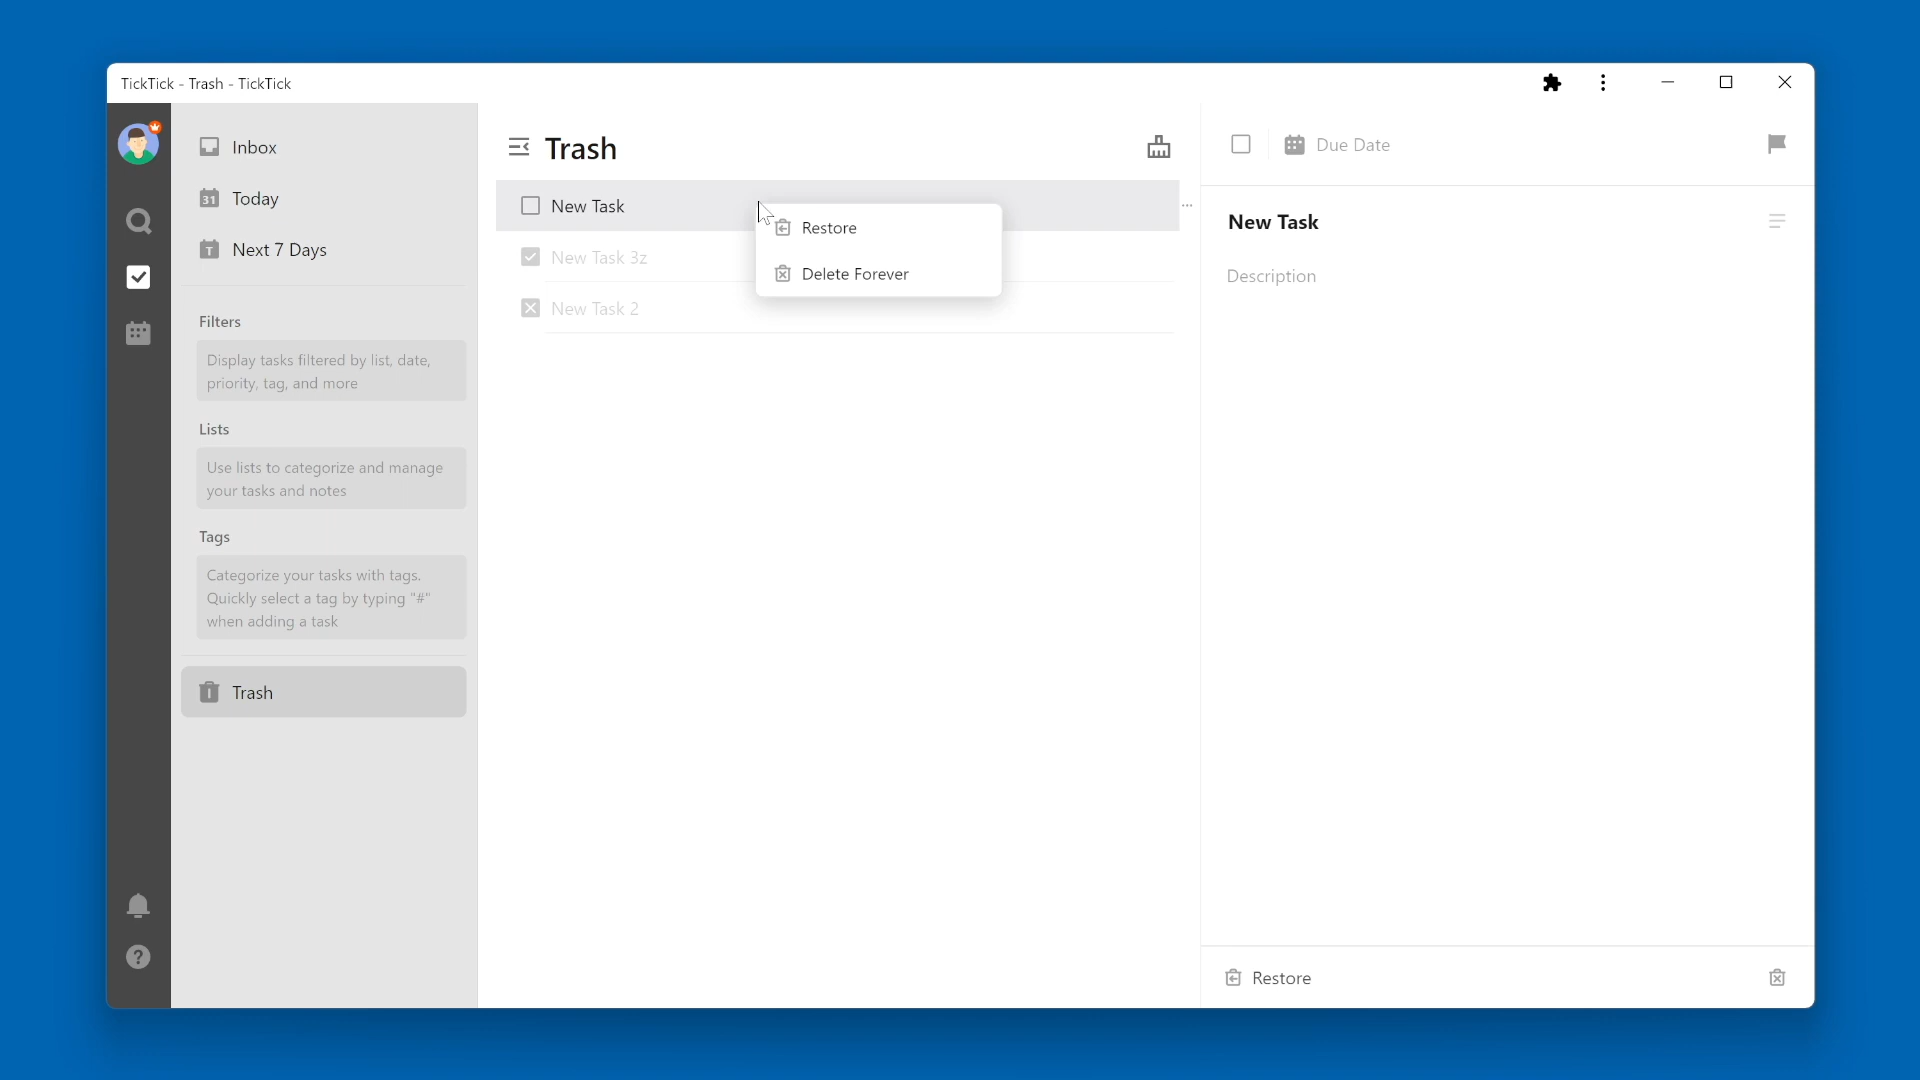 TickTick - Trash - TickTick
Inbox
31 Today
T Next 7 Days
Filters
Display tasks filtered by list, date,
priority, tag, and more
Lists
Use lists to categorize and manage
your tasks and notes
Tags
Categorize your tasks with tags.
Quickly select a tag by typing "#"
when adding a task
Trash
Trash
New Task
New Task 3z
New Task 2
Restore
Delete Forever
Due Date
New Task
Description
Restore